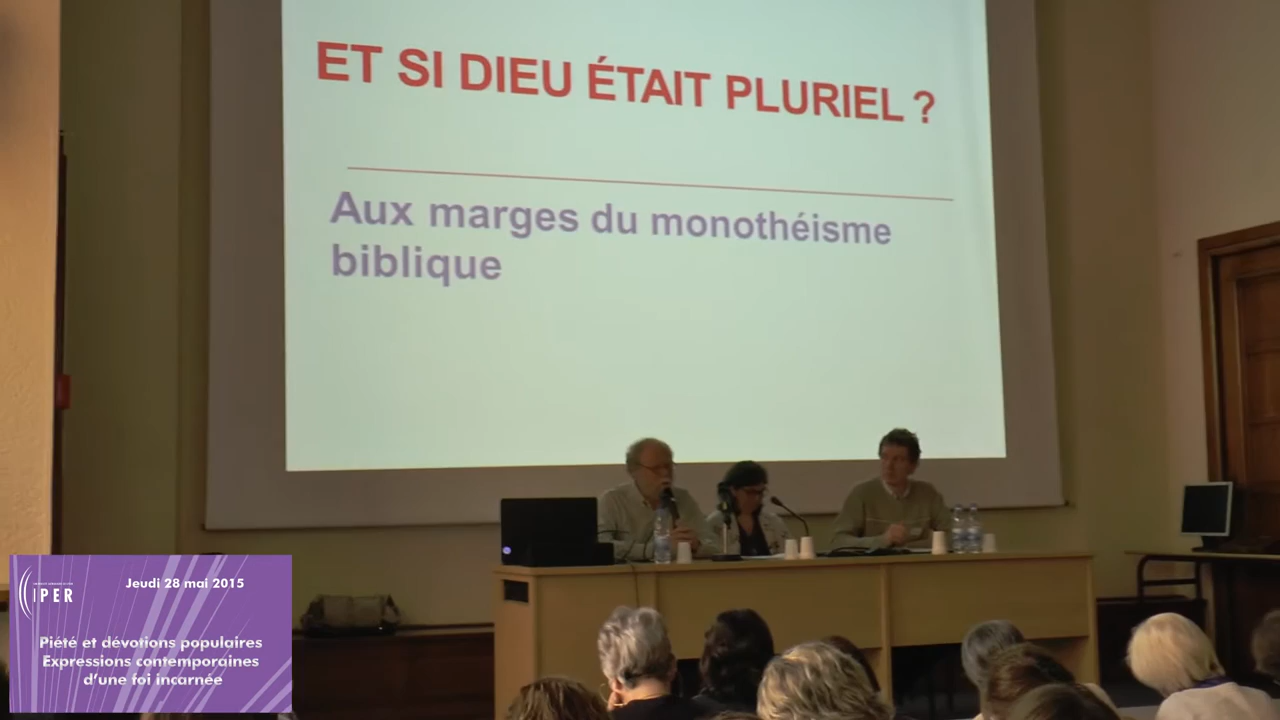 ET SI DIEU ÉTAIT PLURIEL ?
Aux marges du monothéisme
biblique
Jeudi 28 mai 2015
IPER
Piété et dévotions populaires
Expressions contemporaines
d'une foi incarnée